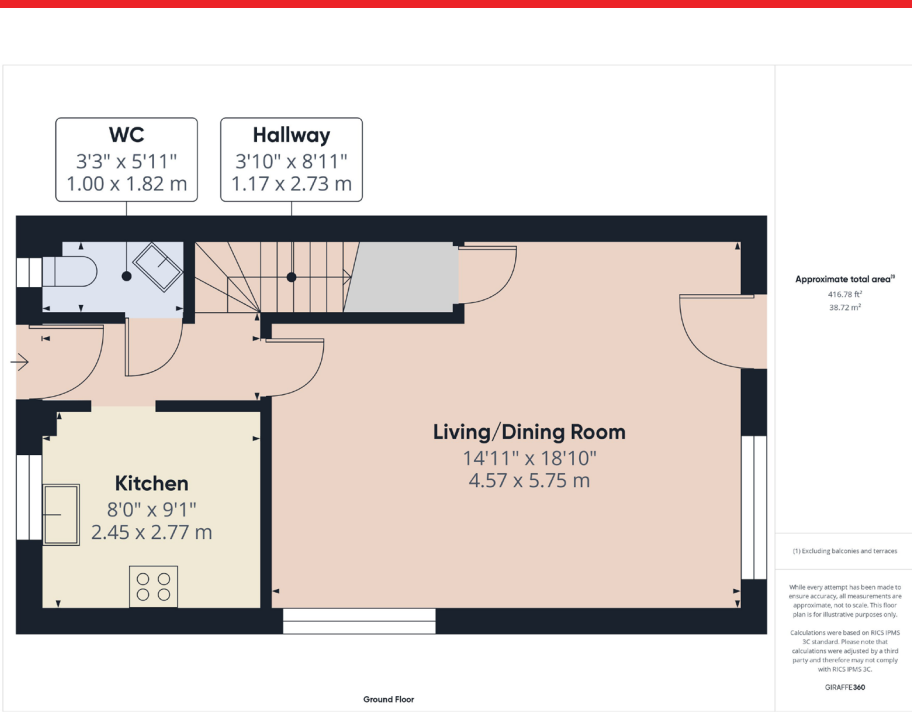 WC
3'3" x 5'11"
1.00 x 1.82 m
Hallway
3'10" x 8'11"
1.17 x 2.73 m
Living/Dining Room
14'11" x 18'10"
4.57 x 5.75 m
Kitchen
8'0" x 9'1"
2.45 x 2.77 m
Ground Floor
Approximate total area⁽¹⁾
416.78 ft²
38.72 m²
(1) Excluding balconies and terraces
While every attempt has been made to
ensure accuracy, all measurements are
approximate, not to scale. This floor
plan is for illustrative purposes only.
Calculations were based on RICS IPMS
3C standard. Please note that
calculations were adjusted by a third
party and therefore may not comply
with RICS IPMS 3C.
GIRAFFE360